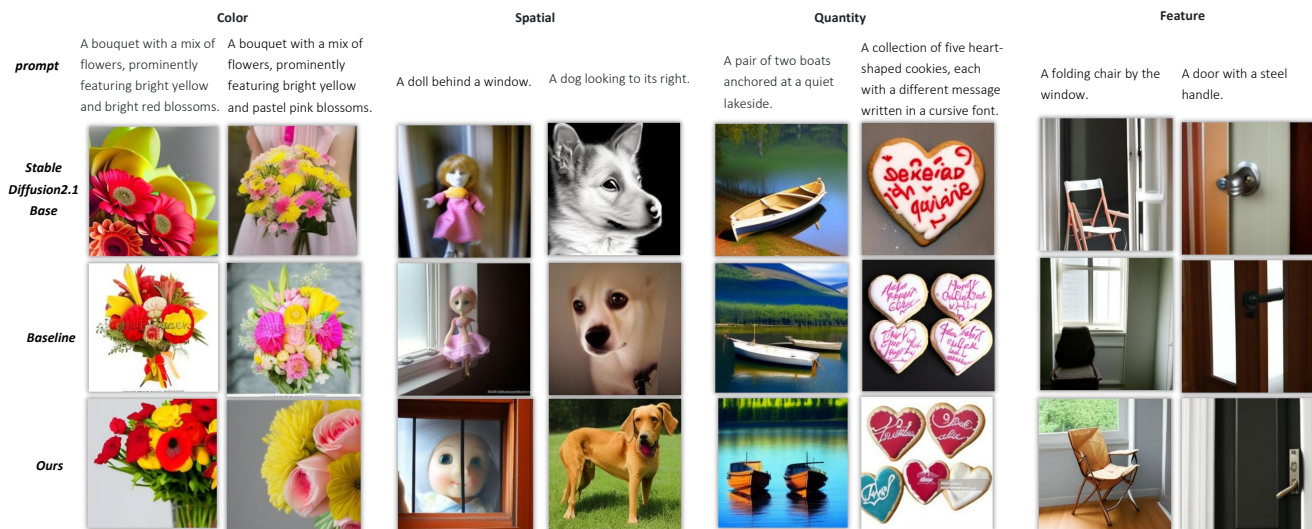 Color
Spatial
Quantity
Feature
prompt
A bouquet with a mix of
flowers, prominently
featuring bright yellow
and bright red blossoms.
A bouquet with a mix of
flowers, prominently
featuring bright yellow
and pastel pink blossoms.
A doll behind a window.
A dog looking to its right.
A pair of two boats
anchored at a quiet
lakeside.
A collection of five heart-
shaped cookies, each
with a different message
written in a cursive font.
A folding chair by the
window.
A door with a steel
handle.
Stable
Diffusion2.1
Base
Baseline
Ours